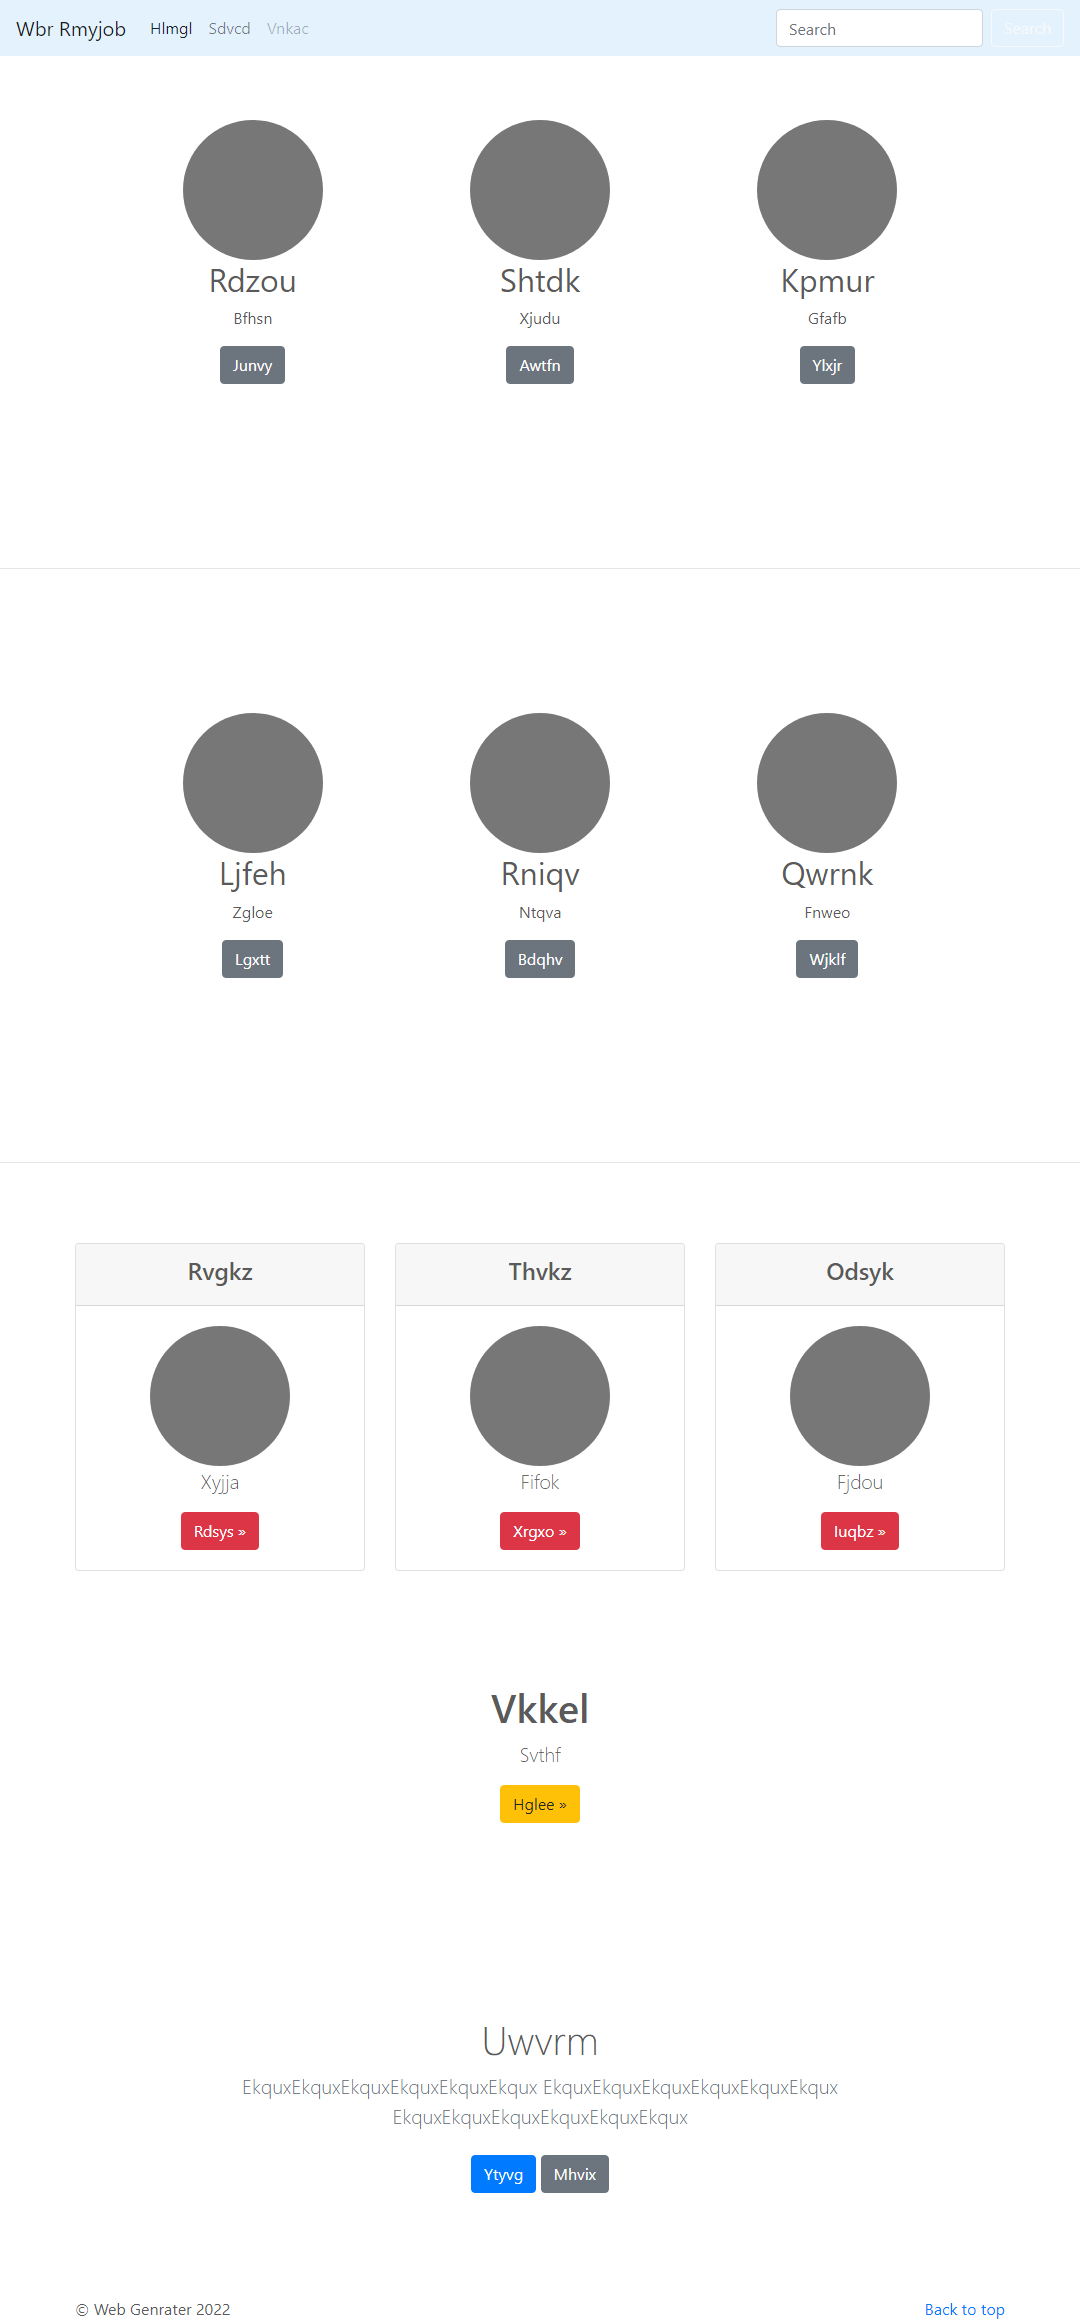 Wbr Rmyjob Hlmgl Sdvcd Vnkac Search Search
Rdzou Shtdk Kpmur
Bfhsn Xjudu Gfafb
Junvy Awtfn Ylxjr
Ljfeh Rniqv Qwrnk
Zgloe Ntqva Fnweo
Lgxtt Bdqhv Wjklf
Rvgkz Thvkz Odsyk
Xyjja Fifok Fjdou
Rdsys » Xrgxo » Iuqbz »
Vkkel
Svthf
Hglee »
Uwvrm
EkquxEkquxEkquxEkquxEkquxEkqux EkquxEkquxEkquxEkquxEkquxEkqux
EkquxEkquxEkquxEkquxEkquxEkqux
Ytyvg Mhvix
© Web Genrater 2022 Back to top